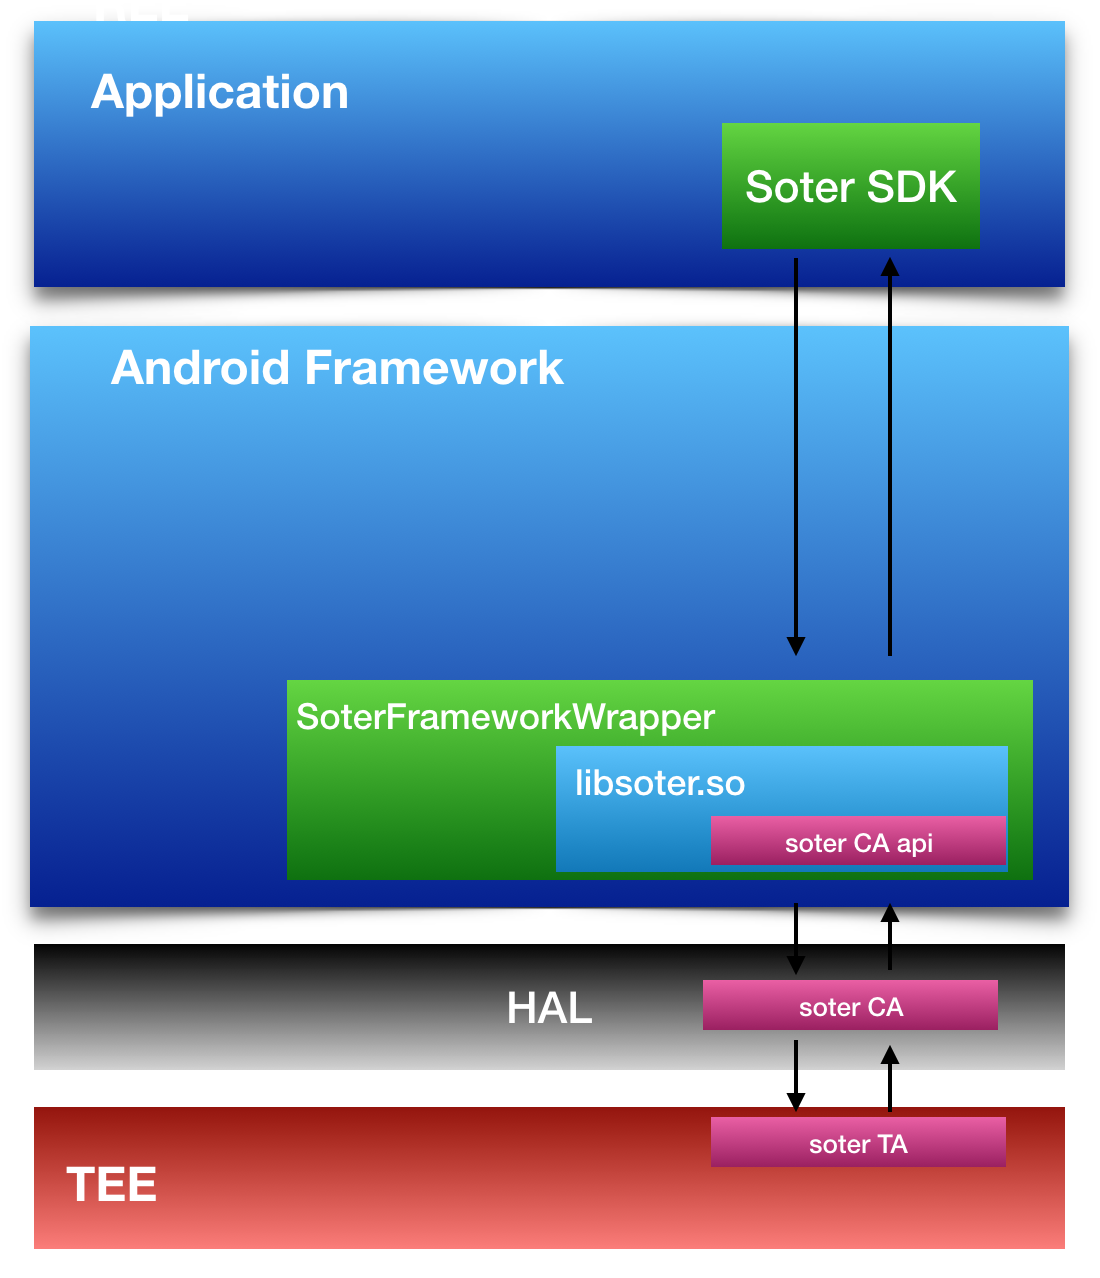 Application
Soter SDK
Android Framework
SoterFrameworkWrapper
libsoter.so
soter CA api
HAL
soter CA
soter TA
TEE